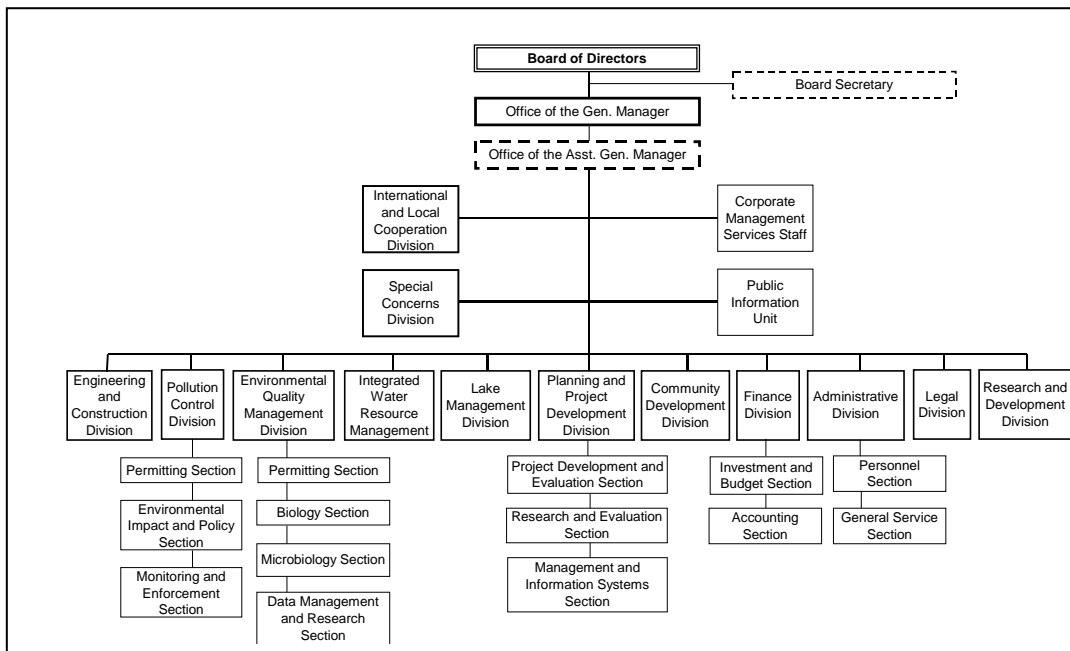 Board of Directors
Board Secretary
Office of the Gen. Manager
Office of the Asst. Gen. Manager
International
and Local
Cooperation
Division
Corporate
Management
Services Staff
Special
Concerns
Division
Public
Information
Unit
Engineering
and
Construction
Division
Pollution
Control
Division
Environmental
Quality
Management
Division
Integrated
Water
Resource
Management
Lake
Management
Division
Planning and
Project
Development
Division
Community
Development
Division
Finance
Division
Administrative
Division
Legal
Division
Research and
Development
Division
Permitting Section
Environmental
Impact and Policy
Section
Monitoring and
Enforcement
Section
Permitting Section
Biology Section
Microbiology Section
Data Management
and Research
Section
Project Development and
Evaluation Section
Research and Evaluation
Section
Management and
Information Systems
Section
Investment and
Budget Section
Accounting
Section
Personnel
Section
General Service
Section